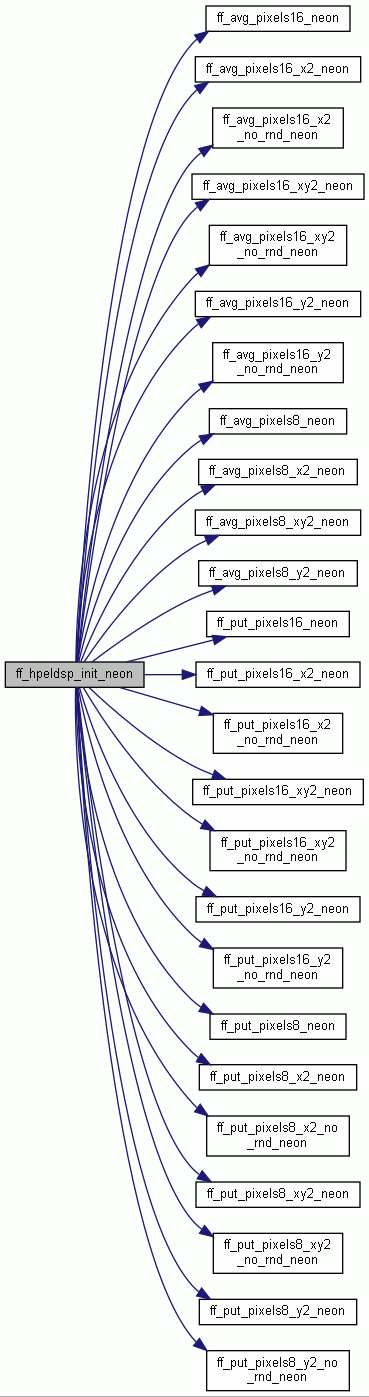 ff_avg_pixels16_neon
ff_avg_pixels16_x2_neon
ff_avg_pixels16_x2
_no_rnd_neon
ff_avg_pixels16_xy2_neon
ff_avg_pixels16_xy2
_no_rnd_neon
ff_avg_pixels16_y2_neon
ff_avg_pixels16_y2
_no_rnd_neon
ff_avg_pixels8_neon
ff_avg_pixels8_x2_neon
ff_avg_pixels8_xy2_neon
ff_avg_pixels8_y2_neon
ff_put_pixels16_neon
ff_hpeldsp_init_neon
ff_put_pixels16_x2_neon
ff_put_pixels16_x2
_no_rnd_neon
ff_put_pixels16_xy2_neon
ff_put_pixels16_xy2
_no_rnd_neon
ff_put_pixels16_y2_neon
ff_put_pixels16_y2
_no_rnd_neon
ff_put_pixels8_neon
ff_put_pixels8_x2_neon
ff_put_pixels8_x2_no
_rnd_neon
ff_put_pixels8_xy2_neon
ff_put_pixels8_xy2
_no_rnd_neon
ff_put_pixels8_y2_neon
ff_put_pixels8_y2_no
_rnd_neon